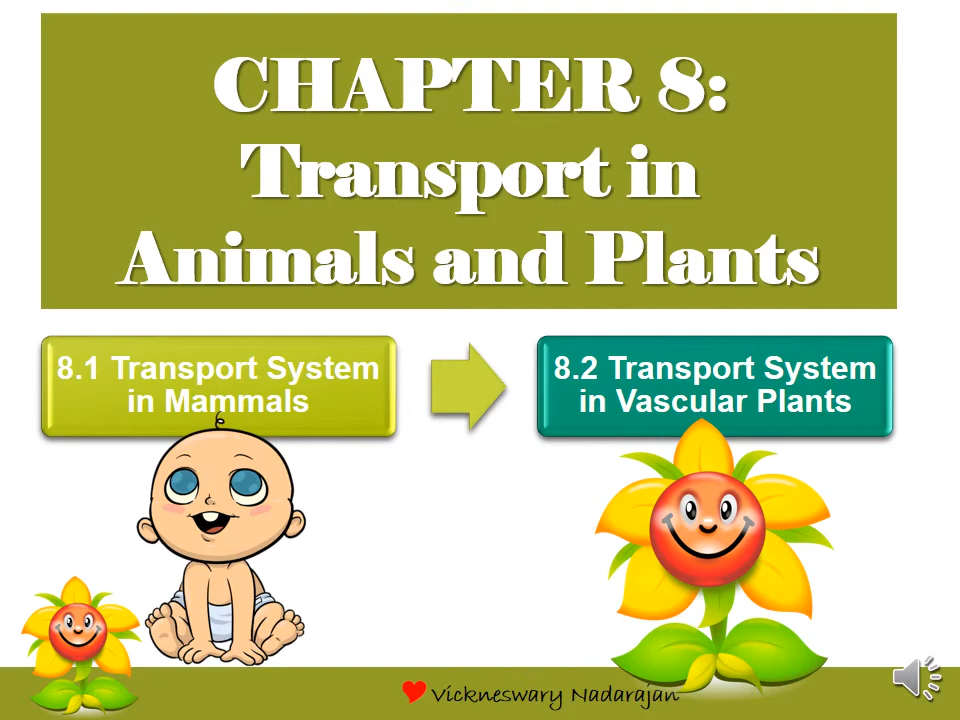 CHAPTER 8:
Transport in
Animals and Plants
8.1 Transport System
in Mammals
8.2 Transport System
in Vascular Plants
Vickneswary Nadarajan